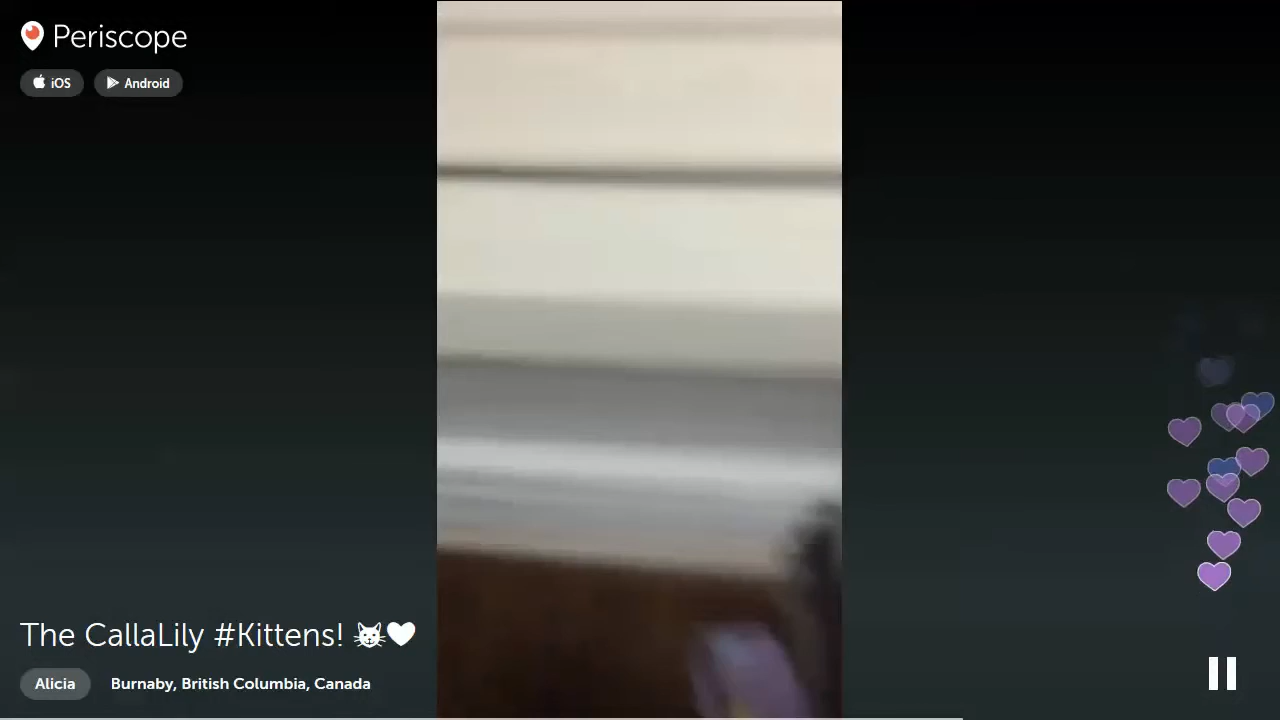 Periscope
iOS
Android
The CallaLily #Kittens! 🐱🤍
Alicia
Burnaby, British Columbia, Canada